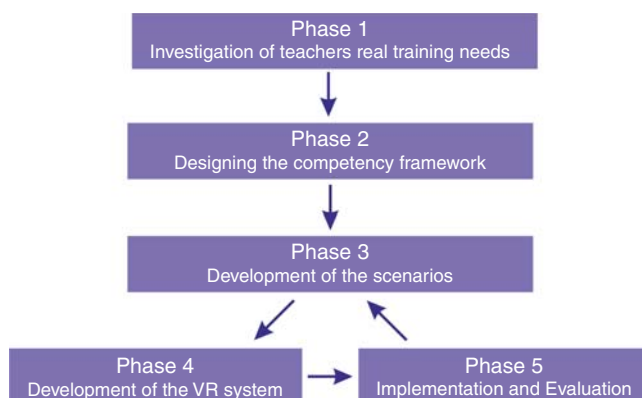 Phase 1
Investigation of teachers real training needs
Phase 2
Designing the competency framework
Phase 3
Development of the scenarios
Phase 4
Development of the VR system
Phase 5
Implementation and Evaluation